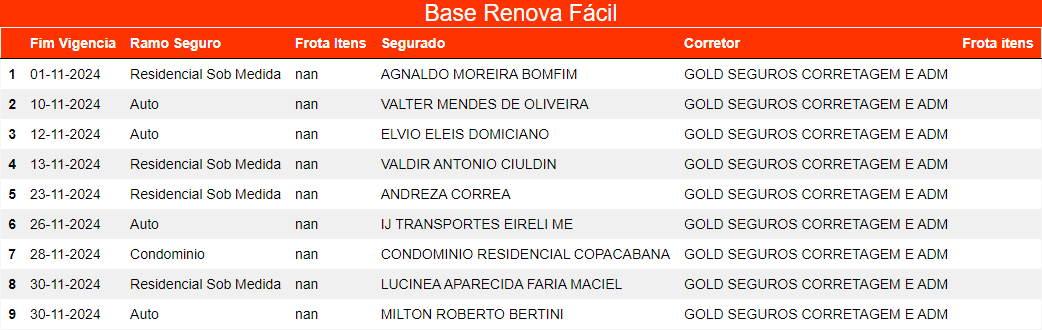 Base Renova Fácil
Fim Vigencia Ramo Seguro Frota Itens Segurado Corretor Frota itens
1 01-11-2024 Residencial Sob Medida nan AGNALDO MOREIRA BOMFIM GOLD SEGUROS CORRETAGEM E ADM
2 10-11-2024 Auto nan VALTER MENDES DE OLIVEIRA GOLD SEGUROS CORRETAGEM E ADM
3 12-11-2024 Auto nan ELVIO ELEIS DOMICIANO GOLD SEGUROS CORRETAGEM E ADM
4 13-11-2024 Residencial Sob Medida nan VALDIR ANTONIO CIULDIN GOLD SEGUROS CORRETAGEM E ADM
5 23-11-2024 Residencial Sob Medida nan ANDREZA CORREA GOLD SEGUROS CORRETAGEM E ADM
6 26-11-2024 Auto nan IJ TRANSPORTES EIRELI ME GOLD SEGUROS CORRETAGEM E ADM
7 28-11-2024 Condominio nan CONDOMINIO RESIDENCIAL COPACABANA GOLD SEGUROS CORRETAGEM E ADM
8 30-11-2024 Residencial Sob Medida nan LUCINEA APARECIDA FARIA MACIEL GOLD SEGUROS CORRETAGEM E ADM
9 30-11-2024 Auto nan MILTON ROBERTO BERTINI GOLD SEGUROS CORRETAGEM E ADM